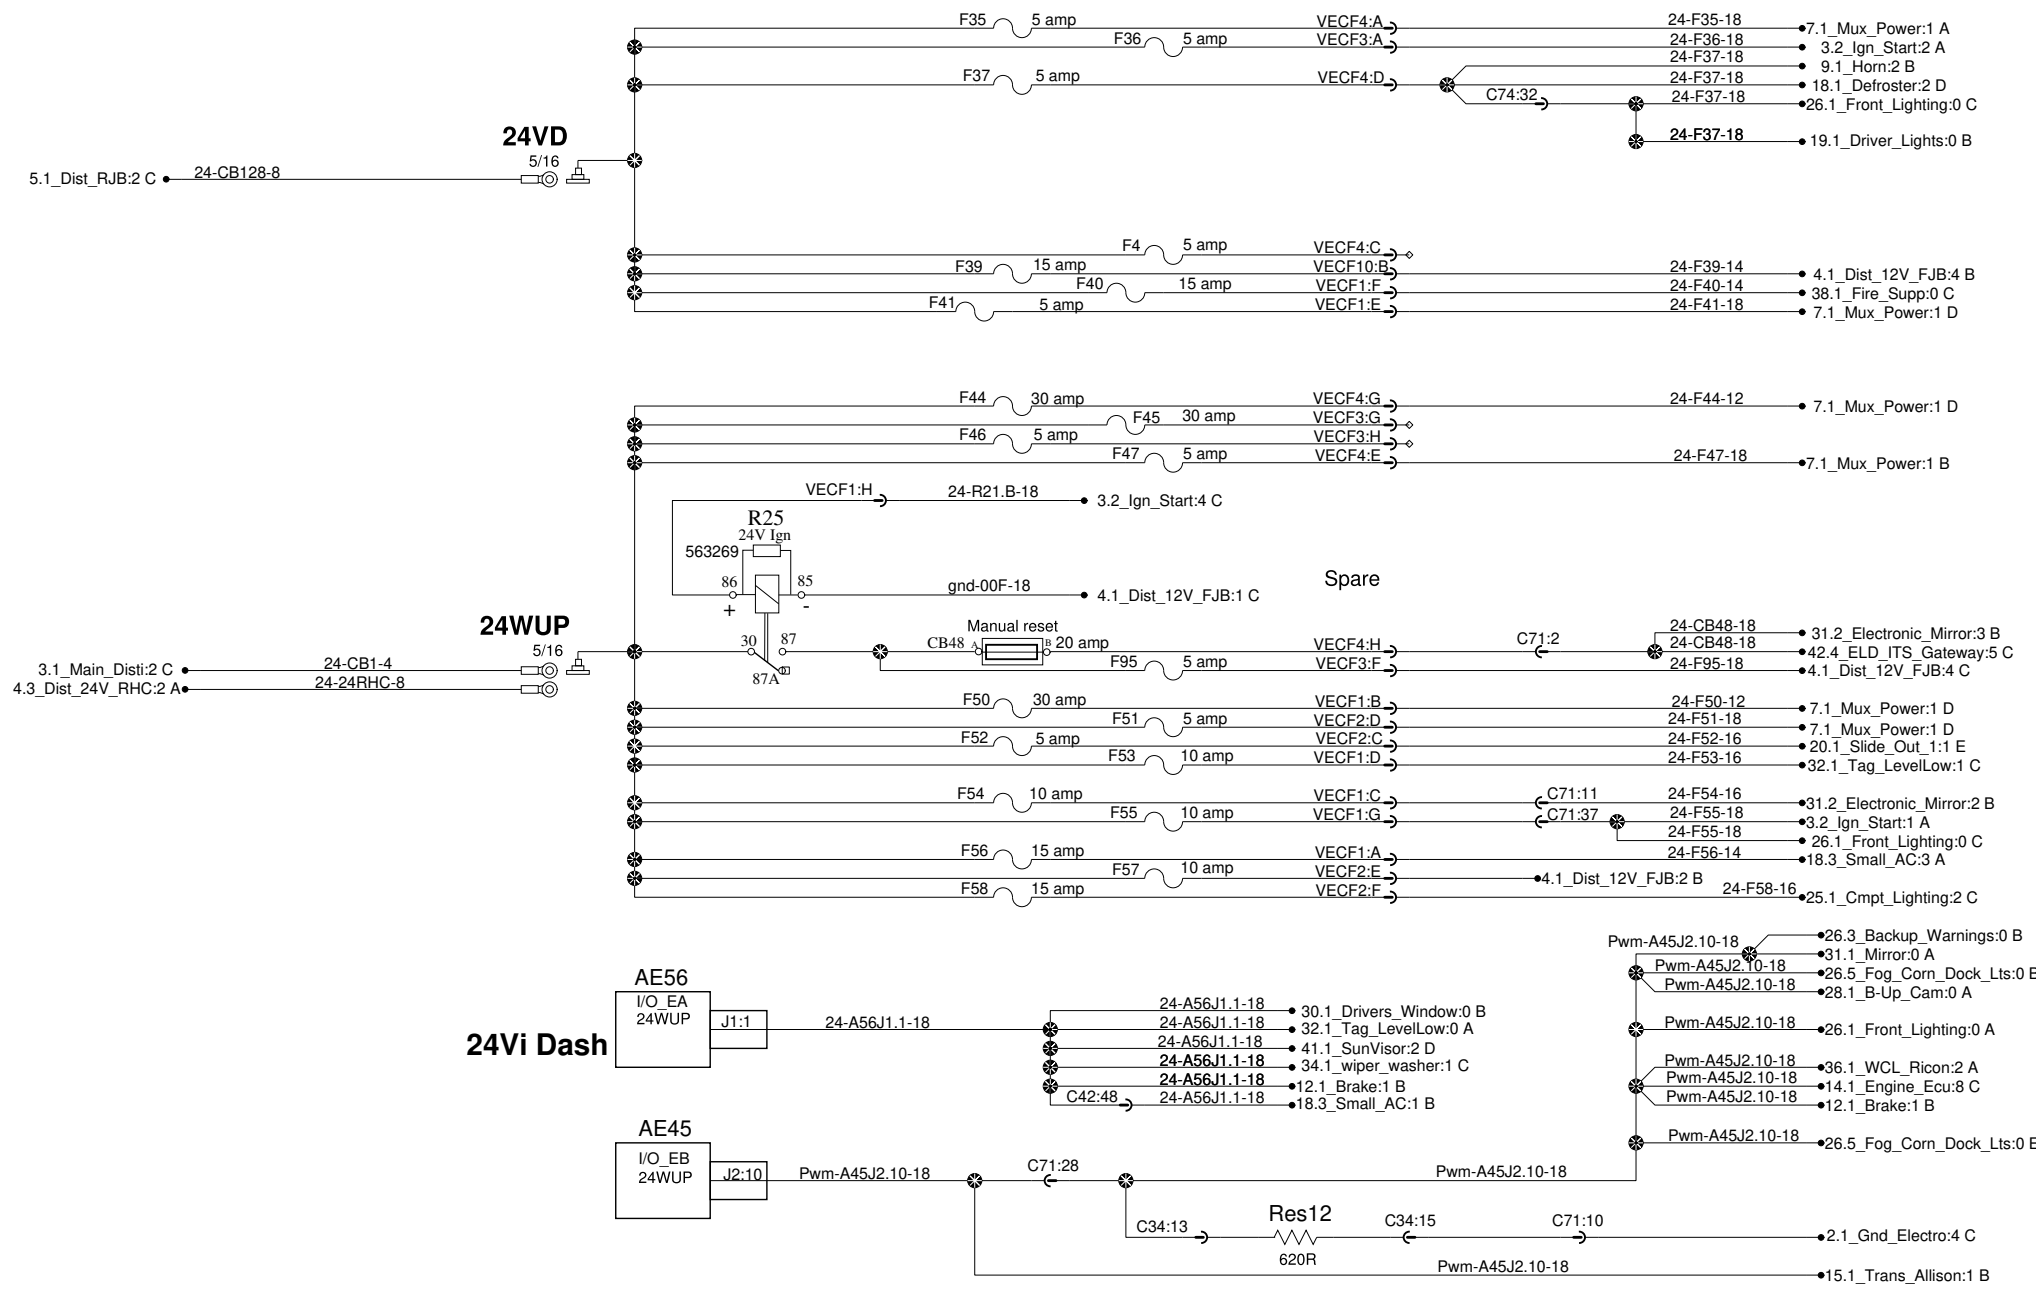 F35 5 amp VECF4:A 24-F35-18 7.1_Mux_Power:1 A
F36 5 amp VECF3:A 24-F36-18 3.2_Ign_Start:2 A
24-F37-18 9.1_Horn:2 B
F37 5 amp VECF4:D 24-F37-18 18.1_Defroster:2 D
C74:32 24-F37-18 26.1_Front_Lighting:0 C
24VD 24-F37-18 19.1_Driver_Lights:0 B
5/16
5.1_Dist_RJB:2 C 24-CB128-8
F4 5 amp VECF4:C
F39 15 amp VECF10:B 24-F39-14 4.1_Dist_12V_FJB:4 B
F40 15 amp VECF1:F 24-F40-14 38.1_Fire_Supp:0 C
F41 5 amp VECF1:E 24-F41-18 7.1_Mux_Power:1 D
F44 30 amp VECF4:G 24-F44-12 7.1_Mux_Power:1 D
F45 30 amp VECF3:G
F46 5 amp VECF3:H
F47 5 amp VECF4:E 24-F47-18 7.1_Mux_Power:1 B
VECF1:H 24-R21.B-18 3.2_Ign_Start:4 C
R25
24V Ign
563269
86 85 gnd-00F-18 4.1_Dist_12V_FJB:1 C Spare
+ -
24WUP
Manual reset
24-CB48-18 31.2_Electronic_Mirror:3 B
30 87 CB48 A B 20 amp VECF4:H C71:2 24-CB48-18 42.4_ELD_ITS_Gateway:5 C
5/16
3.1_Main_Disti:2 C 24-CB1-4
F95 5 amp VECF3:F 24-F95-18 4.1_Dist_12V_FJB:4 C
87A
4.3_Dist_24V_RHC:2 A 24-24RHC-8
F50 30 amp VECF1:B 24-F50-12 7.1_Mux_Power:1 D
F51 5 amp VECF2:D 24-F51-18 7.1_Mux_Power:1 D
F52 5 amp VECF2:C 24-F52-16 20.1_Slide_Out_1:1 E
F53 10 amp VECF1:D 24-F53-16 32.1_Tag_LevelLow:1 C
F54 10 amp VECF1:C C71:11 24-F54-16 31.2_Electronic_Mirror:2 B
F55 10 amp VECF1:G C71:37 24-F55-18 3.2_Ign_Start:1 A
24-F55-18 26.1_Front_Lighting:0 C
F56 15 amp VECF1:A 24-F56-14 18.3_Small_AC:3 A
F57 10 amp VECF2:E 4.1_Dist_12V_FJB:2 B
F58 15 amp VECF2:F 24-F58-16 25.1_Cmpt_Lighting:2 C
26.3_Backup_Warnings:0 B
Pwm-A45J2.10-18 31.1_Mirror:0 A
Pwm-A45J2.10-18 26.5_Fog_Corn_Dock_Lts:0 E
Pwm-A45J2.10-18 28.1_B-Up_Cam:0 A
AE56
I/O_EA
24WUP
J1:1 24-A56J1.1-18
24Vi Dash
24-A56J1.1-18 30.1_Drivers_Window:0 B
24-A56J1.1-18 32.1_Tag_LevelLow:0 A
24-A56J1.1-18 41.1_SunVisor:2 D
24-A56J1.1-18 34.1_wiper_washer:1 C
24-A56J1.1-18 12.1_Brake:1 B
C42:48 24-A56J1.1-18 18.3_Small_AC:1 B
Pwm-A45J2.10-18 26.1_Front_Lighting:0 A
Pwm-A45J2.10-18 36.1_WCL_Ricon:2 A
Pwm-A45J2.10-18 14.1_Engine_Ecu:8 C
Pwm-A45J2.10-18 12.1_Brake:1 B
Pwm-A45J2.10-18 26.5_Fog_Corn_Dock_Lts:0 E
AE45
I/O_EB
24WUP
J2:10 Pwm-A45J2.10-18 C71:28 Pwm-A45J2.10-18
C34:13 Res12 C34:15 C71:10 2.1_Gnd_Electro:4 C
620R
Pwm-A45J2.10-18 15.1_Trans_Allison:1 B